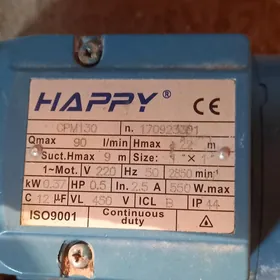 HAPPY ® CE
CPM130 n. 170923301
Qmax 90 l/min Hmax 22 m
Suct.Hmax 9 m Size: 1" × 1"
1~Mot. V 220 Hz 50 2850 min⁻¹
kW 0.37 HP 0.5 In. 2.5 A 550 W.max
C 12 µF VL 450 V ICL B IP 44
ISO9001 Continuous
duty